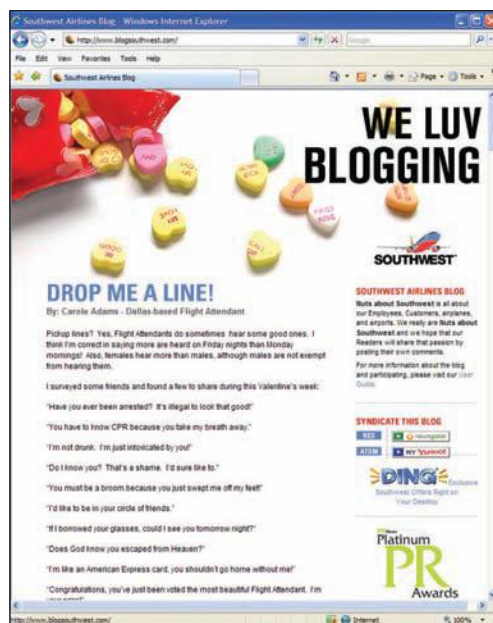 Southwest Airlines Blog - Windows Internet Explorer
http://www.blogsouthwest.com/
Google
File Edit View Favorites Tools Help
Southwest Airlines Blog
Page Tools
WE LUV
BLOGGING
SOUTHWEST
DROP ME A LINE!
By: Carole Adams - Dallas-based Flight Attendant
Pickup lines? Yes, Flight Attendants do sometimes hear some good ones. I
think I'm correct in saying more are heard on Friday nights than Monday
mornings! Also, females hear more than males, although males are not exempt
from hearing them.
I surveyed some friends and found a few to share during this Valentine's week:
"Have you ever been arrested? It's illegal to look that good!"
"You have to know CPR because you take my breath away."
"I'm not drunk. I'm just intoxicated by you!"
"Do I know you? That's a shame. I'd sure like to."
"You must be a broom because you just swept me off my feet!"
"I'd like to be in your circle of friends."
"If I borrowed your glasses, could I see you tomorrow night?"
"Does God know you escaped from Heaven?"
"I'm like an American Express card, you shouldn't go home without me!"
"Congratulations, you've just been voted the most beautiful Flight Attendant. I'm
SOUTHWEST AIRLINES BLOG
Nuts about Southwest is all about
our Employees, Customers, airplanes,
and airports. We really are Nuts about
Southwest and we hope that our
Readers will share that passion by
posting their own comments.
For more information about the blog
and participating, please visit our User
Guide.
SYNDICATE THIS BLOG
RSS newsgator
ATOM MY YAHOO!
DING! Exclusive
Southwest Offers Right on
Your Desktop
Platinum
PR
Awards
http://www.blogsouthwest.com/
Internet
100%